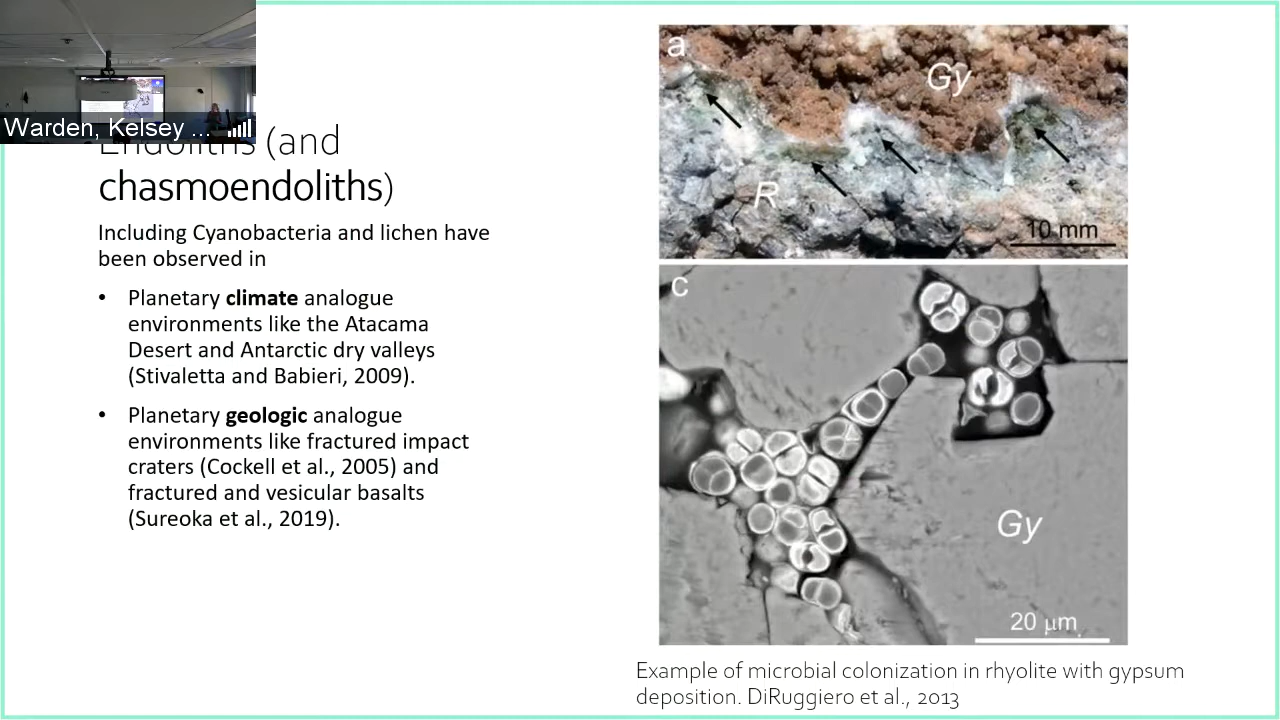 Warden, Kelsey ...
Endoliths (and
chasmoendoliths)
Including Cyanobacteria and lichen have
been observed in
• Planetary climate analogue
environments like the Atacama
Desert and Antarctic dry valleys
(Stivaletta and Babieri, 2009).
• Planetary geologic analogue
environments like fractured impact
craters (Cockell et al., 2005) and
fractured and vesicular basalts
(Sureoka et al., 2019).
a
Gy
R
10 mm
c
Gy
20 μm
Example of microbial colonization in rhyolite with gypsum
deposition. DiRuggiero et al., 2013